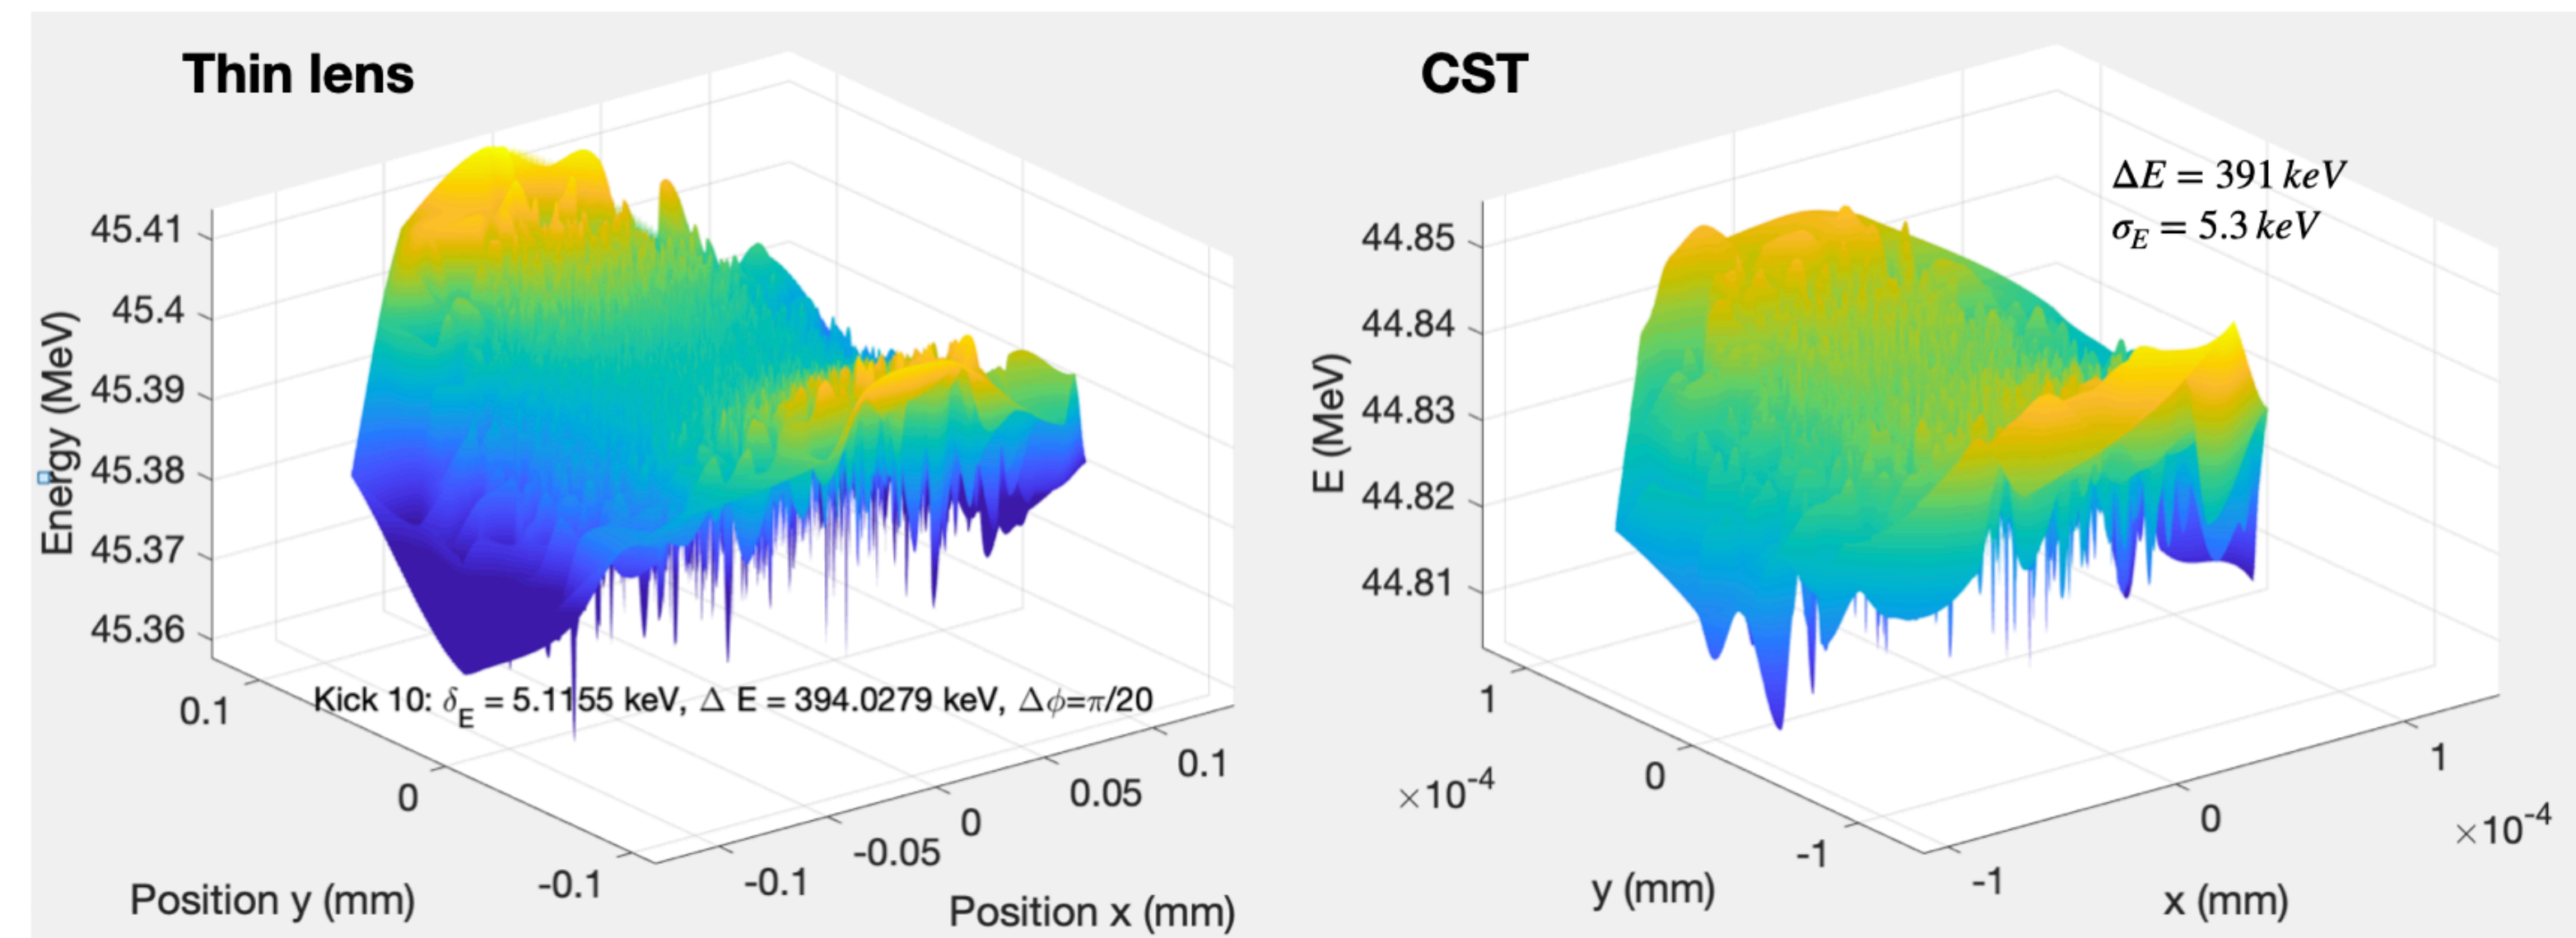 Thin lens
45.41
45.4
45.39
45.38
45.37
45.36
Energy (MeV)
Kick 10: δE = 5.1155 keV, Δ E = 394.0279 keV, Δϕ=π/20
0.1
0
-0.1
Position y (mm)
-0.1
-0.05
0
0.05
0.1
Position x (mm)
CST
ΔE = 391 keV
σE = 5.3 keV
44.85
44.84
44.83
44.82
44.81
E (MeV)
1
0
-1
×10-4
y (mm)
-1
0
1
×10-4
x (mm)